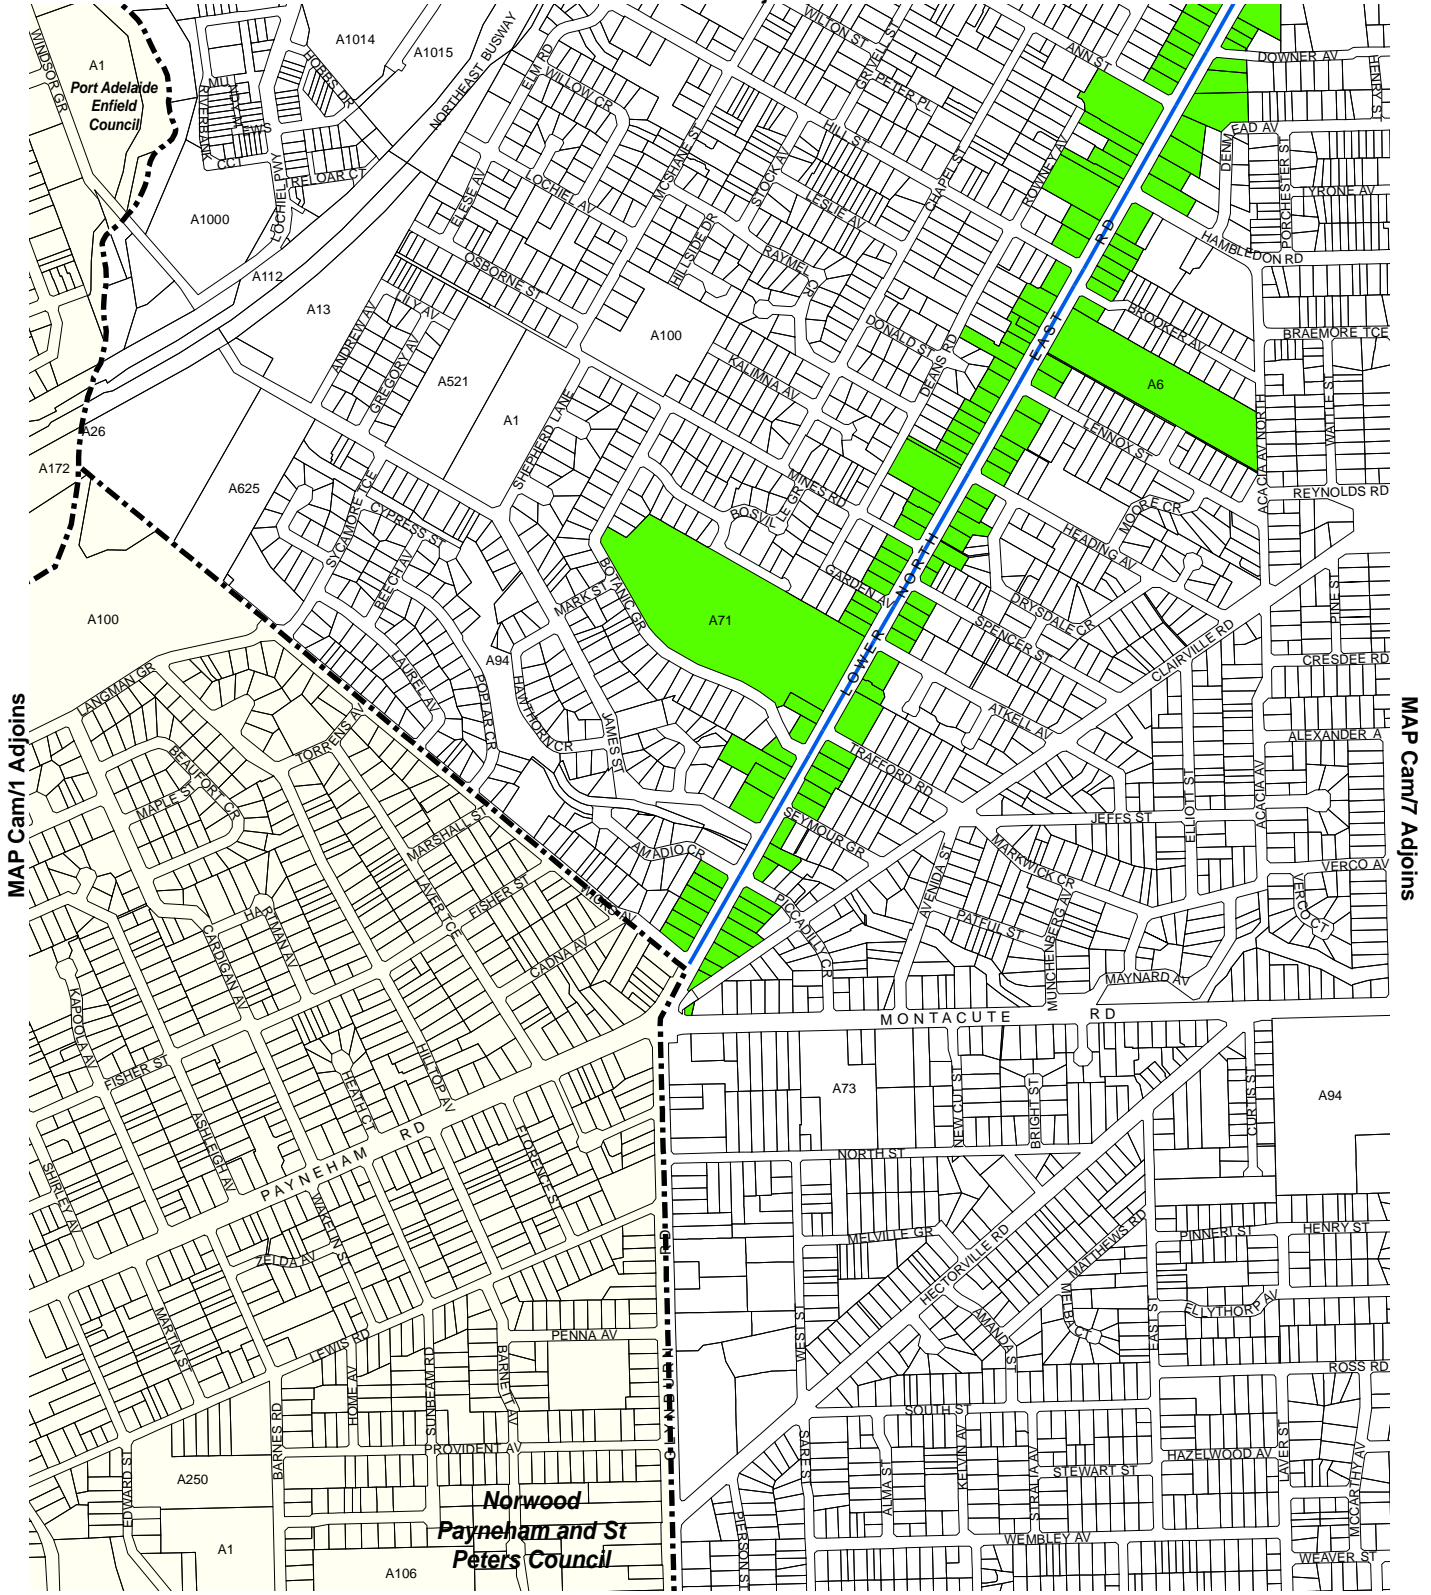 WILTON ST
GRIVEL ST
PETER PL
ANN ST
DOWNER AV
HENRY S
WINDSOR GR
A1
Port Adelaide
Enfield
Council
A1014
A1015
HOBBS DR
NORTHEAST BUSWAY
ELM RD
WILLOW CR
RIVERBANK
CCT
LOCHIEL PWY
TRELOAR CT
HILL ST
MCSHANE ST
STOCK AV
LESLIE AV
CHAPEL ST
ROWNEY AV
DENM
EAD AV
PORCHESTER ST
TYRONE AV
HAMBLEDON RD
A1000
ELESE AV
LOCHIEL AV
HILLSIDE DR
RAYMEL CR
A112
A13
OSBORNE ST
LILY AV
ANDREW AV
GREGORY AV
A521
A1
A100
KALIMNA AV
DONALD ST
DEANS RD
BROOKER AV
BRAEMORE TCE
A6
WATTLE ST
ACACIA AV NORTH
LENNOX ST
SHEPHERD LANE
A26
A172
A625
MINES RD
REYNOLDS RD
SYCAMORE TCE
CYPRESS ST
MOORE CR
HEADING AV
LOWER NORTH EAST RD
BEECH AV
MARK ST
BOTANIC GR
A71
GARDEN AV
DRYSDALE CR
SPENCER ST
CLAIRVILLE RD
PINE ST
CRESDEE RD
A100
A94
LANGMAN GR
LAUREL AV
POPLAR CR
HAWTHORN CR
JAMES ST
ATKELL AV
ALEXANDER A
MAP Cam/1 Adjoins
MAP Cam/7 Adjoins
TORRENS AV
BEAUFORT CR
MAPLE ST
MARSHALL ST
TRAFFORD RD
SEYMOUR GR
JEFFS ST
ELLIOTT ST
ACACIA AV
AMADIO CR
AVENIDA ST
MARKWICK CR
VERCO AV
VERCO CT
AVER TCE
FISHER ST
PICCADILLY CR
PATFUL ST
MUNCHENBERG AV
HARIMAN AV
CARDIGAN AV
CADNA AV
MAYNARD AV
KAPOOLA AV
MONTACUTE RD
FISHER ST
HEATH CT
HILLTOP AV
A73
NEW CUT ST
BRIGHT ST
CURTIS ST
A94
ASHLEIGH AV
PAYNEHAM RD
NORTH ST
SHIRLEY AV
WAKELIN ST
ZELDA AV
MELVILLE GR
HECTORVILLE RD
MATTHEWS RD
PINNERI ST
HENRY ST
MARTIN ST
LEWIS RD
PENNA AV
WEST ST
AMANDA S
MELBA CT
EAST ST
ELLYTHORP AV
ROSS RD
HOME AV
SUNBEAM RD
BARNETT AV
SOUTH ST
BARNES RD
PROVIDENT AV
ALMA ST
KELVIN AV
STEWART ST
HAZELWOOD AV
AVER ST
MCCARTHY AV
A250
EDWARD ST
Norwood
Payneham and St
Peters Council
A1
A106
PIERSON ST
WEMBLEY AV
WEAVER ST